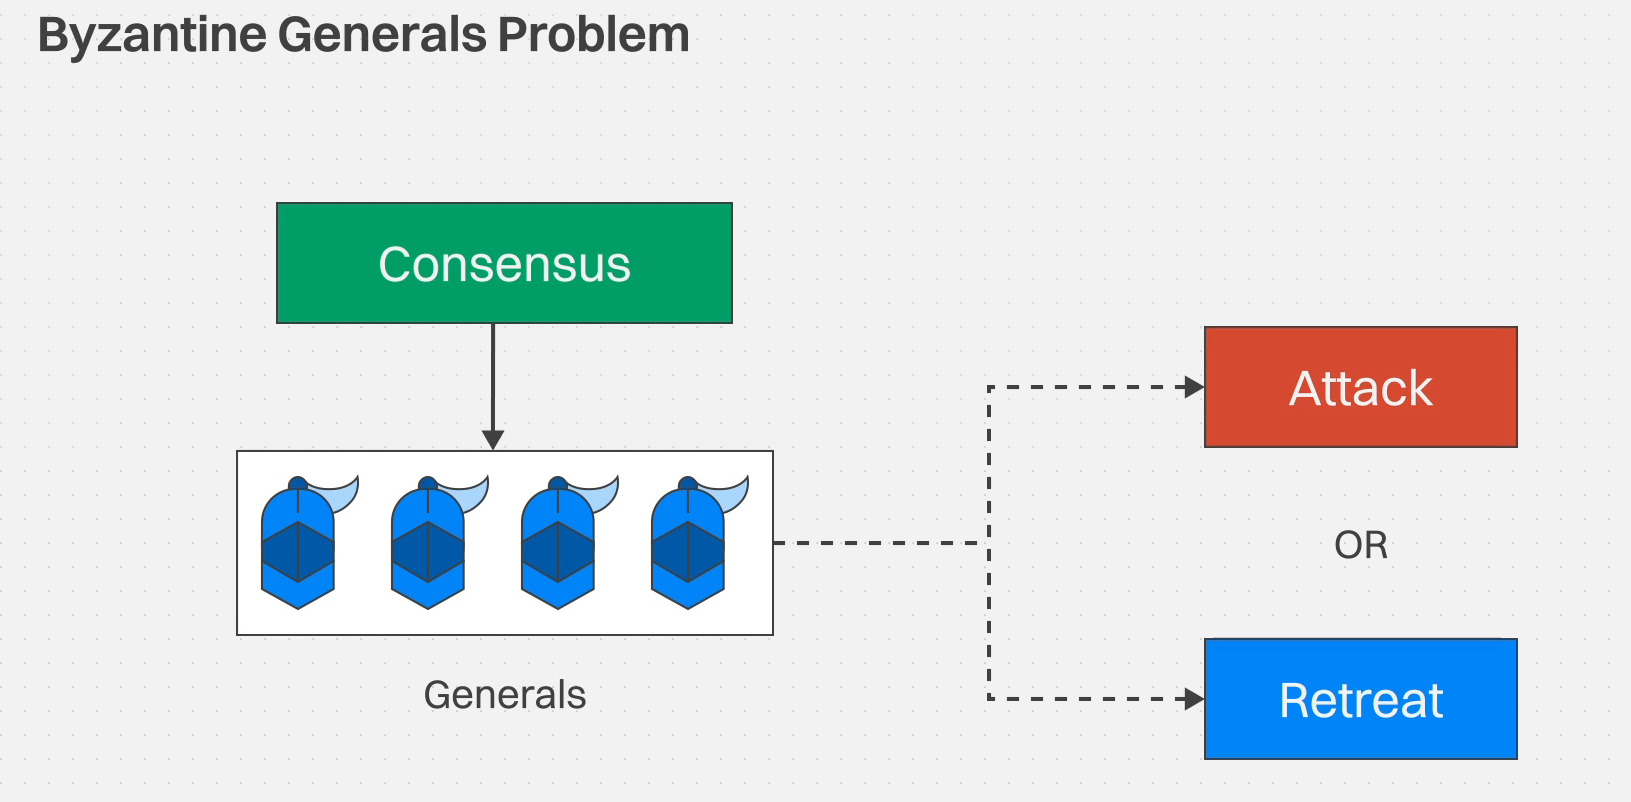 Byzantine Generals Problem
Consensus
Attack
OR
Generals
Retreat